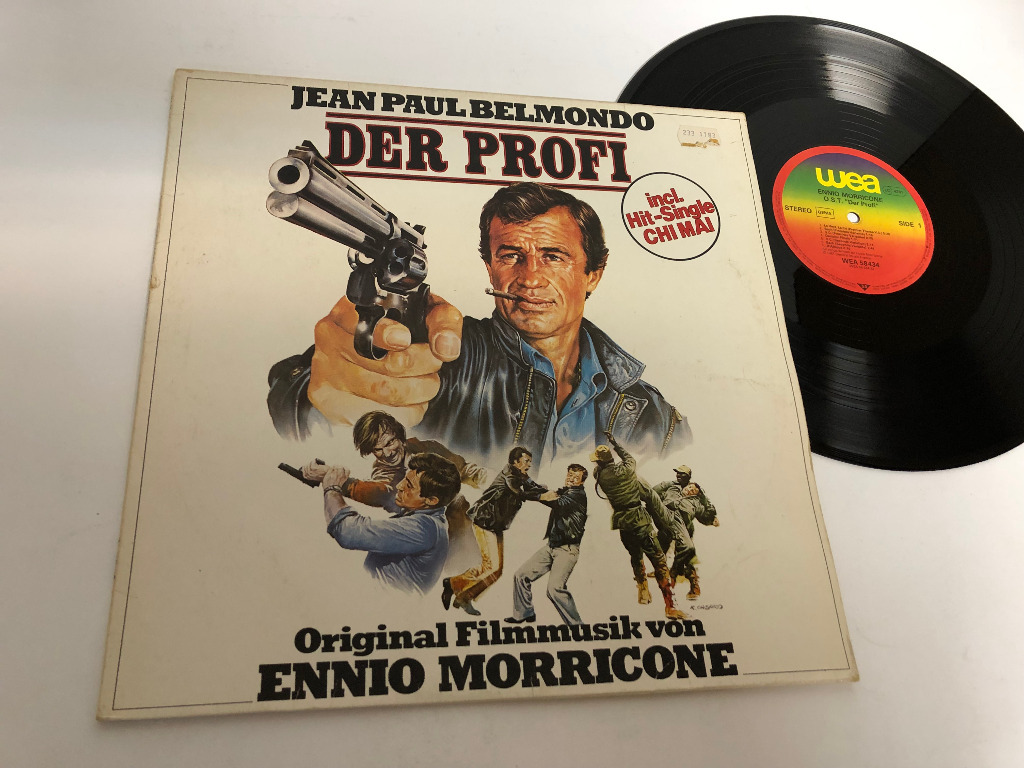 JEAN PAUL BELMONDO
DER PROFI
incl.
Hit-Single
CHI MAI
Original Filmmusik von
ENNIO MORRICONE
wea
ENNIO MORRICONE
O.S.T. "Der Profi"
STEREO
GEMA
SIDE 1
WEA 58434